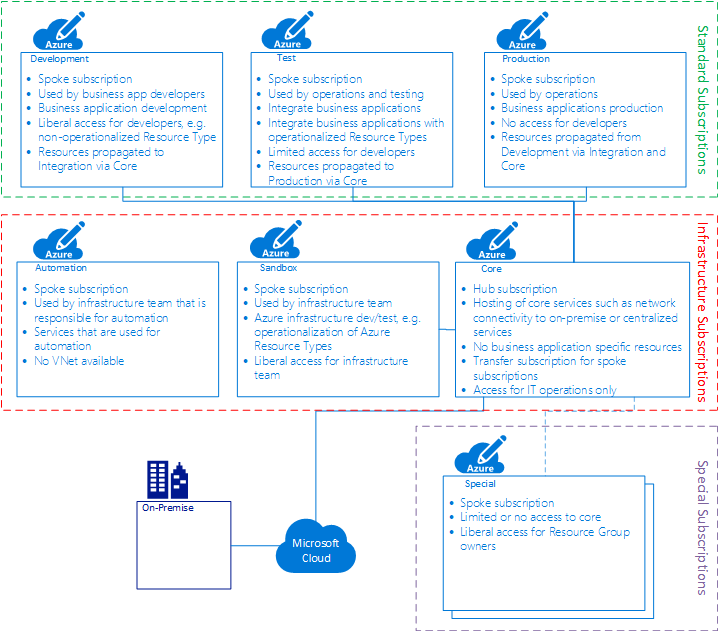 Azure
Development
• Spoke subscription
• Used by business app developers
• Business application development
• Liberal access for developers, e.g.
non-operationalized Resource Type
• Resources propagated to
Integration via Core
Azure
Test
• Spoke subscription
• Used by operations and testing
• Integrate business applications
• Integrate business applications with
operationalized Resource Types
• Limited access for developers
• Resources propagated to
Production via Core
Azure
Production
• Spoke subscription
• Used by operations
• Business applications production
• No access for developers
• Resources propagated from
Development via Integration and
Core
Standard Subscriptions
Azure
Automation
• Spoke subscription
• Used by infrastructure team that is
responsible for automation
• Services that are used for
automation
• No VNet available
Azure
Sandbox
• Spoke subscription
• Used by infrastructure team
• Azure infrastructure dev/test, e.g.
operationalization of Azure
Resource Types
• Liberal access for infrastructure
team
Azure
Core
• Hub subscription
• Hosting of core services such as network
connectivity to on-premise or centralized
services
• No business application specific resources
• Transfer subscription for spoke
subscriptions
• Access for IT operations only
Infrastructure Subscriptions
On-Premise
Microsoft
Cloud
Azure
Special
• Spoke subscription
• Limited or no access to core
• Liberal access for Resource Group
owners
Special Subscriptions